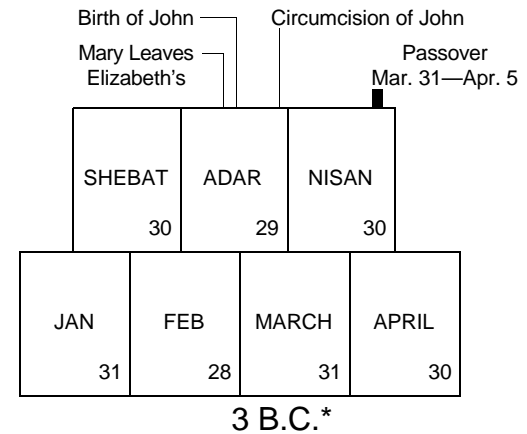 Birth of John
Circumcision of John
Mary Leaves
Elizabeth's
Passover
Mar. 31—Apr. 5
SHEBAT
30
ADAR
29
NISAN
30
JAN
31
FEB
28
MARCH
31
APRIL
30
3 B.C.*